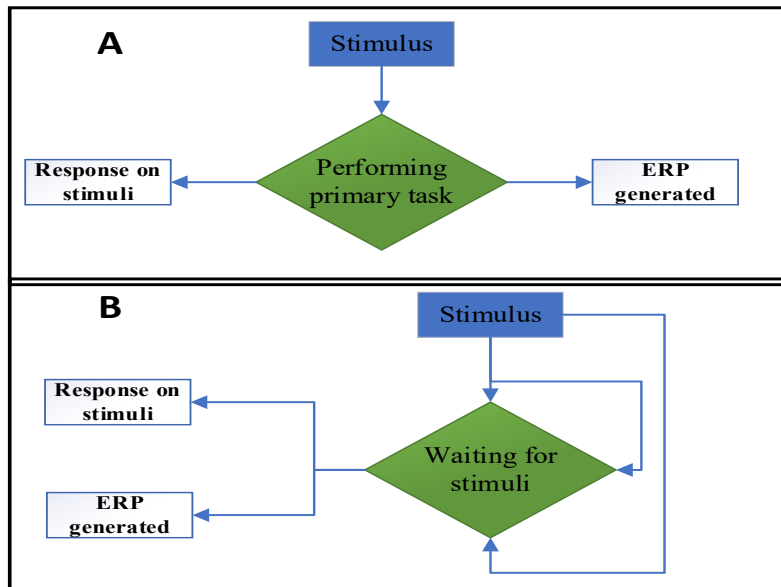 A
Stimulus
Response on
stimuli
Performing
primary task
ERP
generated
B
Stimulus
Response on
stimuli
Waiting for
stimuli
ERP
generated